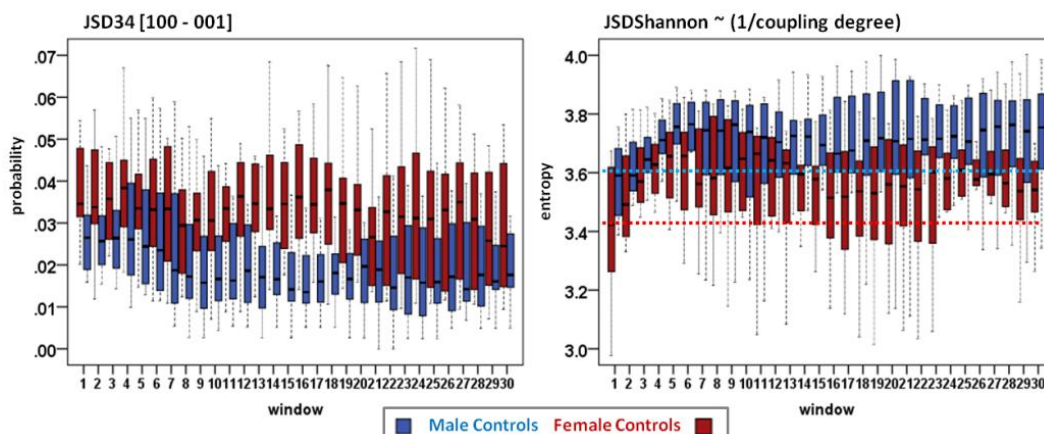 JSD34 [100 - 001]
.07
.06
.05
.04
.03
.02
.01
.00
probability
1 2 3 4 5 6 7 8 9 10 11 12 13 14 15 16 17 18 19 20 21 22 23 24 25 26 27 28 29 30
window
JSDShannon ~ (1/coupling degree)
4.0
3.8
3.6
3.4
3.2
3.0
entropy
1 2 3 4 5 6 7 8 9 10 11 12 13 14 15 16 17 18 19 20 21 22 23 24 25 26 27 28 29 30
window
Male Controls Female Controls